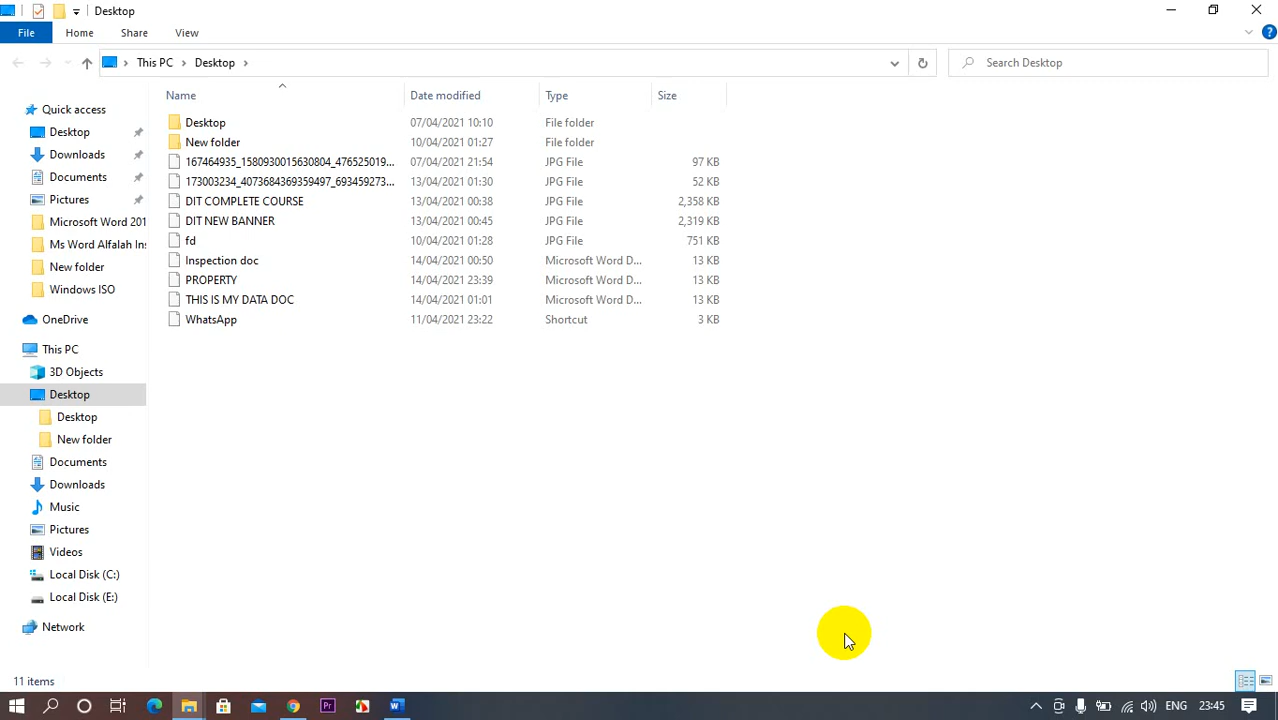 Desktop
File Home Share View
This PC Desktop
Search Desktop
Name Date modified Type Size
Quick access
Desktop
Downloads
Documents
Pictures
Microsoft Word 201
Ms Word Alfalah Ins
New folder
Windows ISO
OneDrive
This PC
3D Objects
Desktop
Desktop
New folder
Documents
Downloads
Music
Pictures
Videos
Local Disk (C:)
Local Disk (E:)
Network
Desktop 07/04/2021 10:10 File folder
New folder 10/04/2021 01:27 File folder
167464935_1580930015630804_476525019... 07/04/2021 21:54 JPG File 97 KB
173003234_4073684369359497_693459273... 13/04/2021 01:30 JPG File 52 KB
DIT COMPLETE COURSE 13/04/2021 00:38 JPG File 2,358 KB
DIT NEW BANNER 13/04/2021 00:45 JPG File 2,319 KB
fd 10/04/2021 01:28 JPG File 751 KB
Inspection doc 14/04/2021 00:50 Microsoft Word D... 13 KB
PROPERTY 14/04/2021 23:39 Microsoft Word D... 13 KB
THIS IS MY DATA DOC 14/04/2021 01:01 Microsoft Word D... 13 KB
WhatsApp 11/04/2021 23:22 Shortcut 3 KB
11 items
Pr ENG 23:45